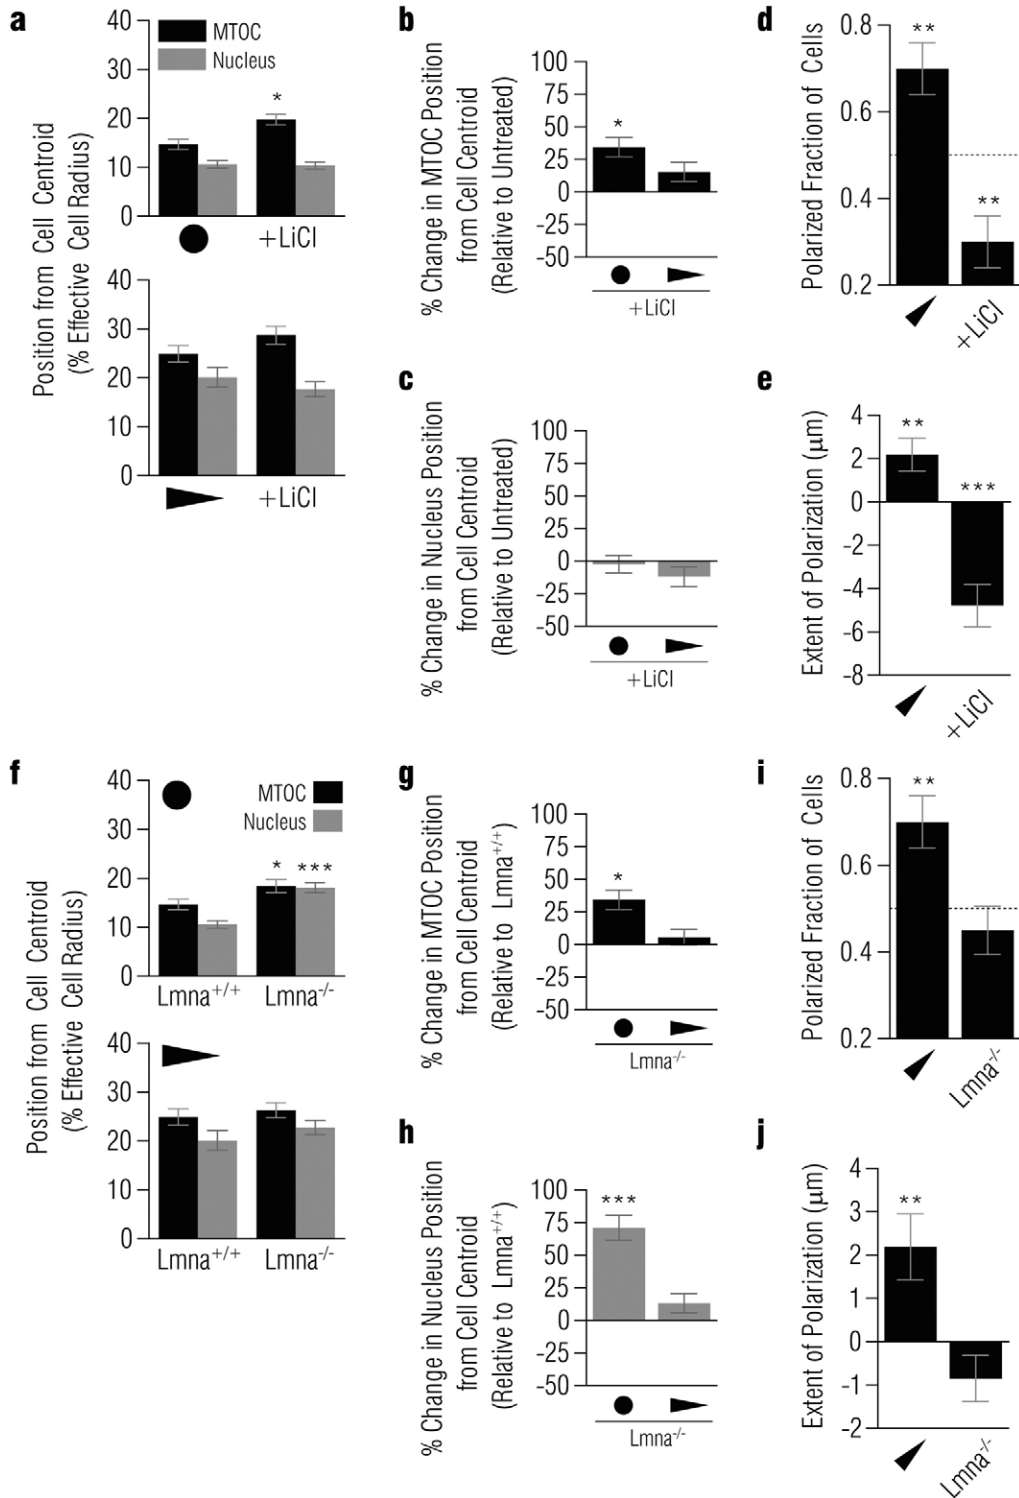 a
40
30
20
10
0
MTOC
Nucleus
*
+LiCl
40
30
20
10
0
+LiCl
Position from Cell Centroid
(% Effective Cell Radius)
b
% Change in MTOC Position
from Cell Centroid
(Relative to Untreated)
100
75
50
25
0
-25
-50
*
+LiCl
c
% Change in Nucleus Position
from Cell Centroid
(Relative to Untreated)
100
75
50
25
0
-25
-50
+LiCl
d
Polarized Fraction of Cells
0.8
0.6
0.4
0.2
**
**
+LiCl
e
Extent of Polarization (μm)
4
2
0
-2
-4
-6
-8
**
***
+LiCl
f
Position from Cell Centroid
(% Effective Cell Radius)
40
30
20
10
0
MTOC
Nucleus
* ***
Lmna+/+ Lmna-/-
40
30
20
10
0
Lmna+/+ Lmna-/-
g
% Change in MTOC Position
from Cell Centroid
(Relative to Lmna+/+)
100
75
50
25
0
-25
-50
*
Lmna-/-
h
% Change in Nucleus Position
from Cell Centroid
(Relative to Lmna+/+)
100
75
50
25
0
-25
-50
***
Lmna-/-
i
Polarized Fraction of Cells
0.8
0.6
0.4
0.2
**
Lmna-/-
j
Extent of Polarization (μm)
4
3
2
1
0
-1
-2
**
Lmna-/-